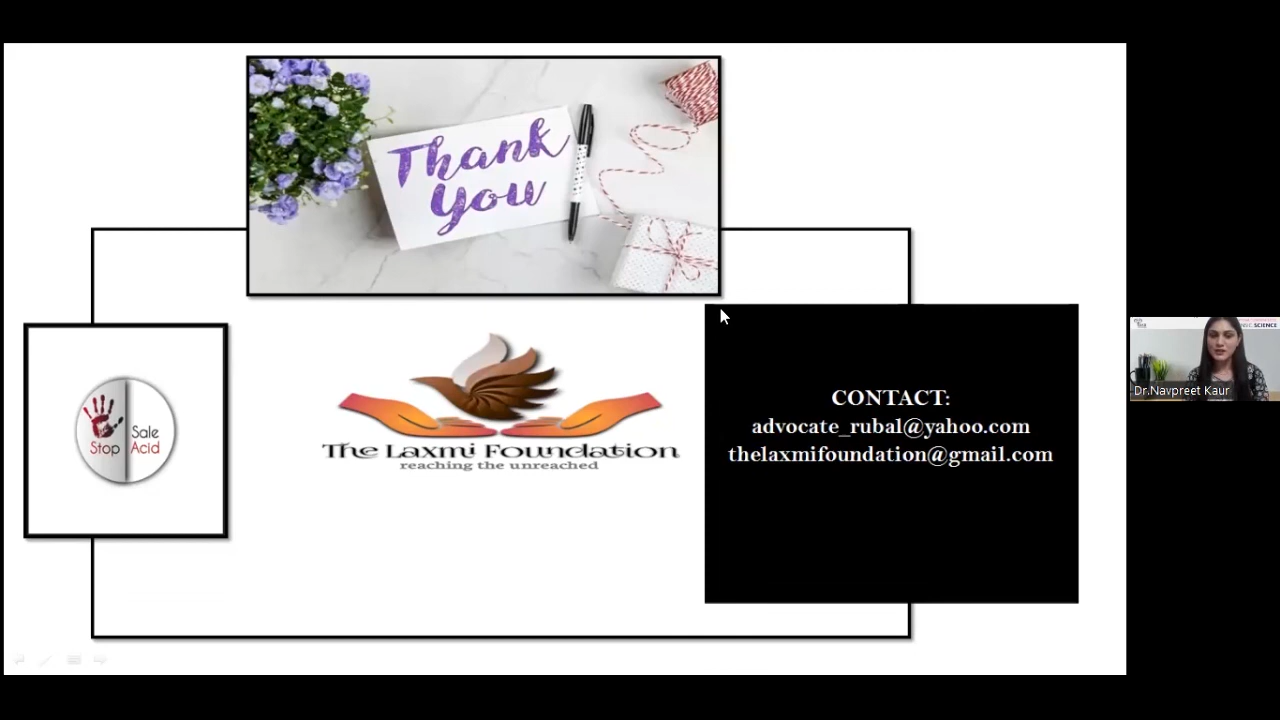 Thank
You
Stop Sale
Acid
The Laxmi Foundation
reaching the unreached
CONTACT:
advocate_rubal@yahoo.com
thelaxmifoundation@gmail.com
SCIENCE
Dr.Navpreet Kaur